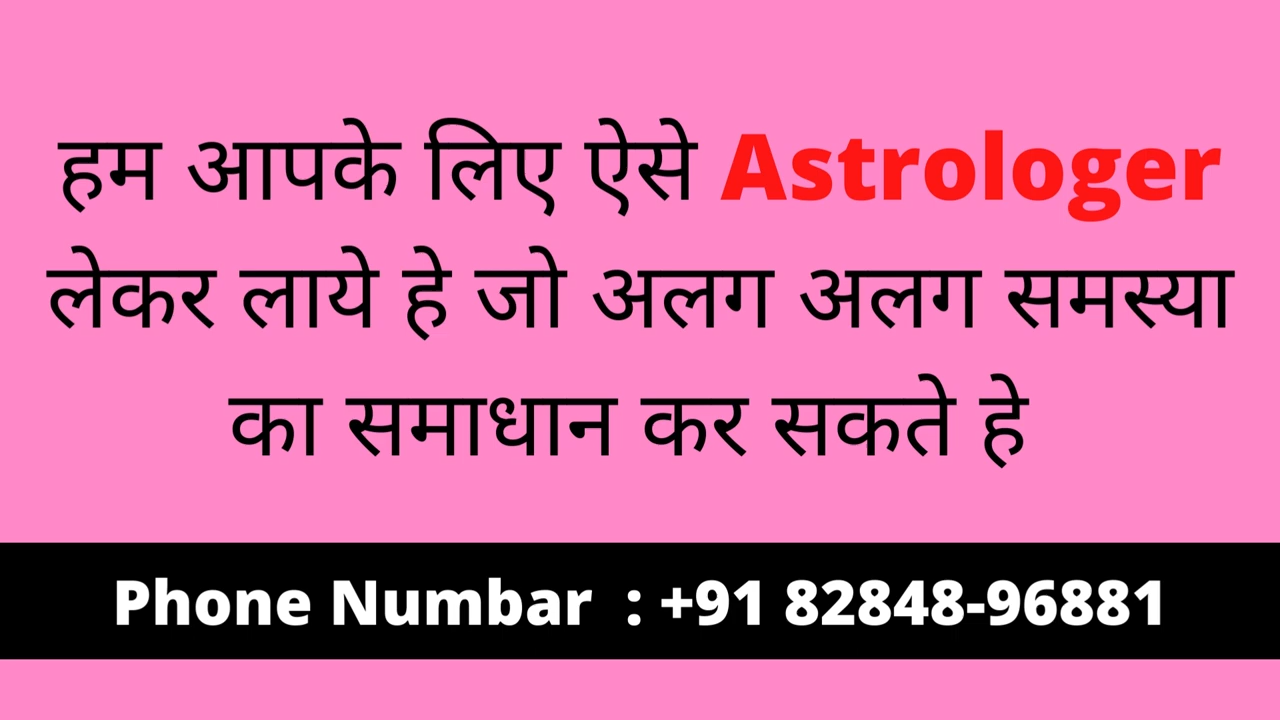 हम आपके लिए ऐसे Astrologer
लेकर लाये हे जो अलग अलग समस्या
का समाधान कर सकते हे
Phone Numbar : +91 82848-96881